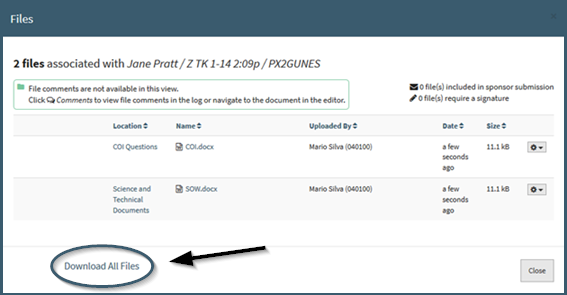 Files
2 files associated with Jane Pratt / Z TK 1-14 2:09p / PX2GUNES
File comments are not available in this view.
Click Comments to view file comments in the log or navigate to the document in the editor.
0 file(s) included in sponsor submission
0 file(s) require a signature
Location Name Uploaded By Date Size
COI Questions COI.docx Mario Silva (040100) a few 11.1 kB
seconds
ago
Science and SOW.docx Mario Silva (040100) a few 11.1 kB
Technical seconds
Documents ago
Download All Files
Close